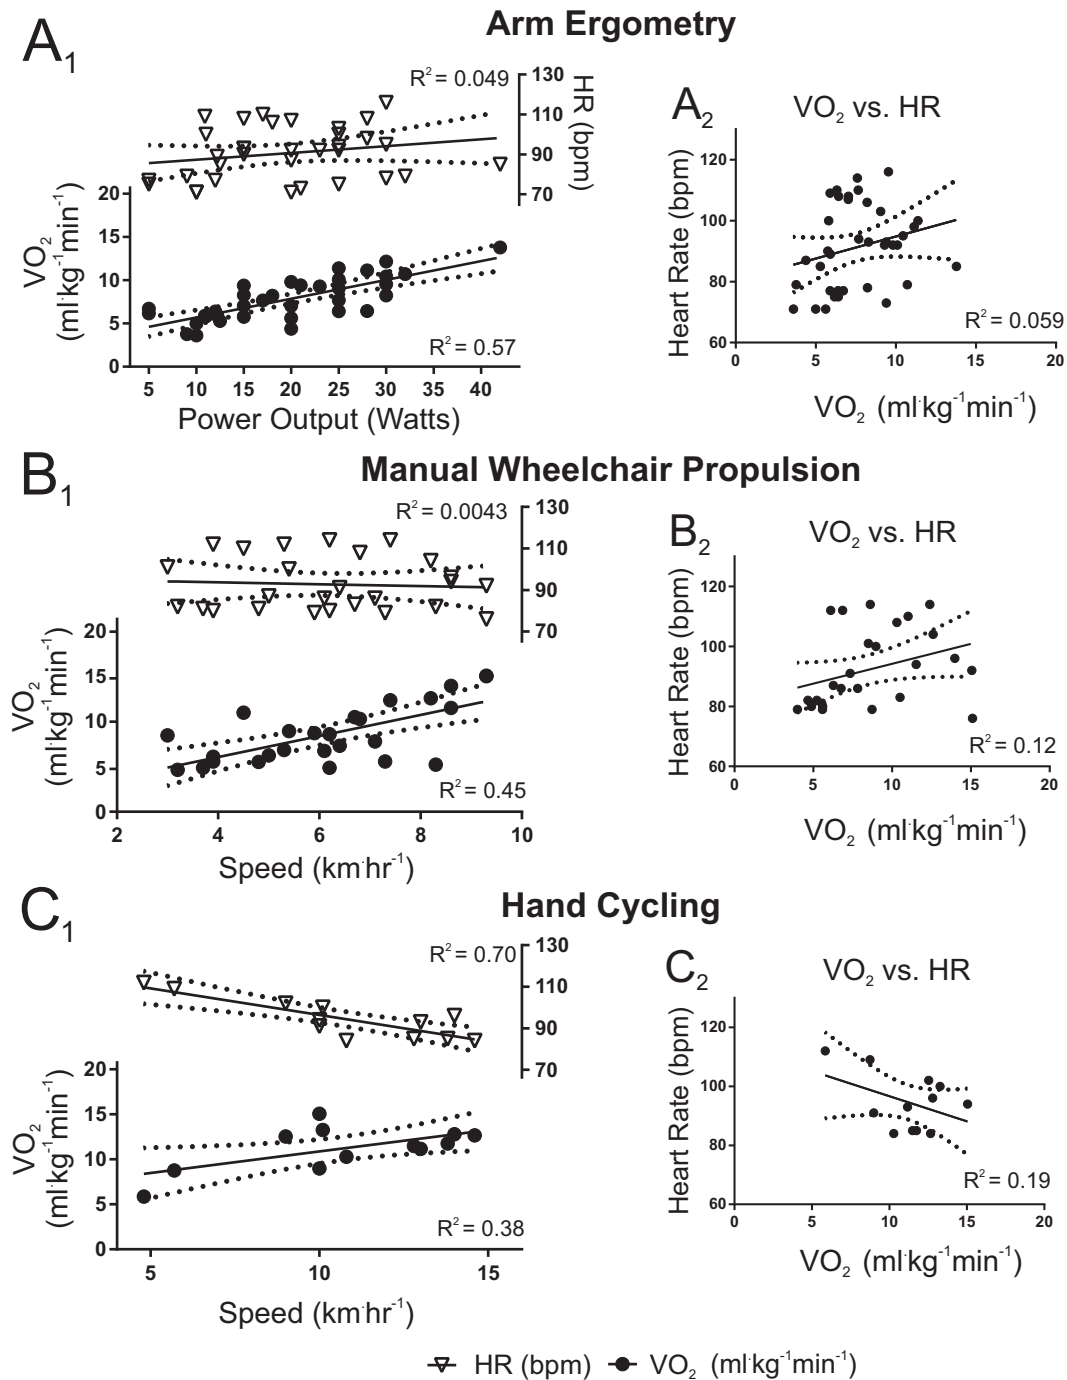 Arm Ergometry
A1
R2 = 0.049
130
110
90
70
HR (bpm)
20
15
10
5
0
VO2
(ml·kg-1min-1)
R2 = 0.57
5 10 15 20 25 30 35 40
Power Output (Watts)
A2
VO2 vs. HR
120
100
80
60
Heart Rate (bpm)
R2 = 0.059
0 5 10 15 20
VO2 (ml·kg-1min-1)
Manual Wheelchair Propulsion
B1
R2 = 0.0043
130
110
90
70
20
15
10
5
0
VO2
(ml·kg-1min-1)
R2 = 0.45
2 4 6 8 10
Speed (km·hr-1)
B2
VO2 vs. HR
120
100
80
60
Heart Rate (bpm)
R2 = 0.12
0 5 10 15 20
VO2 (ml·kg-1min-1)
Hand Cycling
C1
R2 = 0.70
130
110
90
70
20
15
10
5
0
VO2
(ml·kg-1min-1)
R2 = 0.38
5 10 15
Speed (km·hr-1)
C2
VO2 vs. HR
120
100
80
60
Heart Rate (bpm)
R2 = 0.19
0 5 10 15 20
VO2 (ml·kg-1min-1)
HR (bpm) VO2 (ml·kg-1min-1)